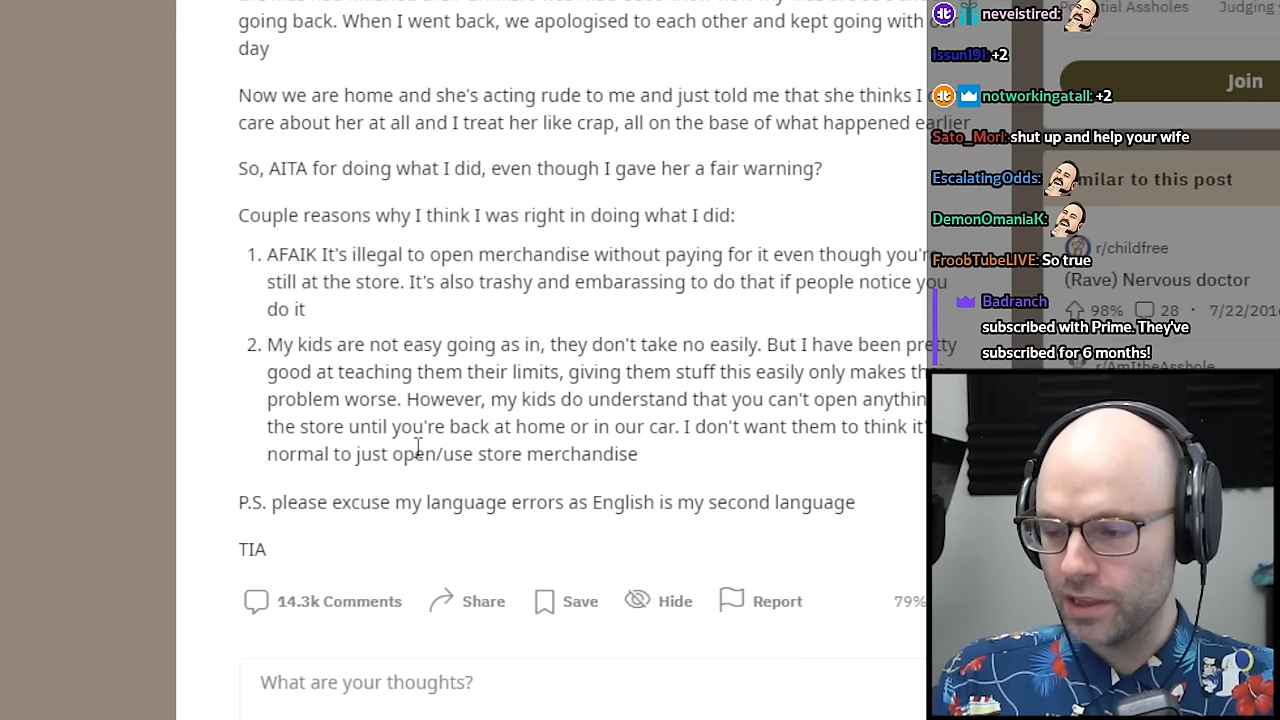 going back. When I went back, we apologised to each other and kept going with our
day
Now we are home and she's acting rude to me and just told me that she thinks I
care about her at all and I treat her like crap, all on the base of what happened earlier
So, AITA for doing what I did, even though I gave her a fair warning?
Couple reasons why I think I was right in doing what I did:
1. AFAIK It's illegal to open merchandise without paying for it even though you're
still at the store. It's also trashy and embarassing to do that if people notice you
do it
2. My kids are not easy going as in, they don't take no easily. But I have been pretty
good at teaching them their limits, giving them stuff this easily only makes the
problem worse. However, my kids do understand that you can't open anything
the store until you're back at home or in our car. I don't want them to think it's
normal to just open/use store merchandise
P.S. please excuse my language errors as English is my second language
TIA
14.3k Comments Share Save Hide Report 79%
What are your thoughts?
neveistired:
Issun191: +2
notworkingatall: +2
Sato_Mori: shut up and help your wife
EscalatingOdds:
DemonOmaniaK:
FroobTubeLIVE: So true
Badranch
subscribed with Prime. They've
subscribed for 6 months!
Assholes Judging
Join
milar to this post
r/childfree
(Rave) Nervous doctor
98% 28 · 7/22/201
r/AmItheAsshole